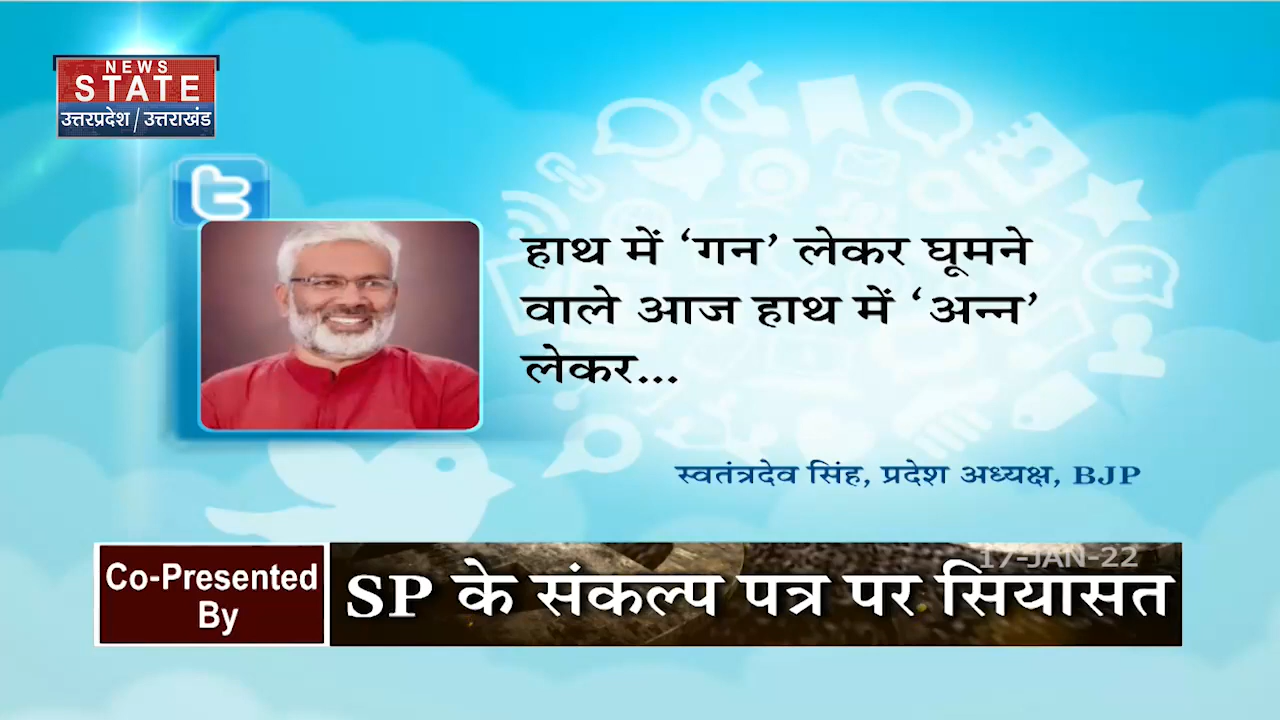 NEWS
STATE
उत्तरप्रदेश / उत्तराखंड
हाथ में ‘गन’ लेकर घूमने
वाले आज हाथ में ‘अन्न’
लेकर...
स्वतंत्रदेव सिंह, प्रदेश अध्यक्ष, BJP
17-JAN-22
Co-Presented
By
SP के संकल्प पत्र पर सियासत